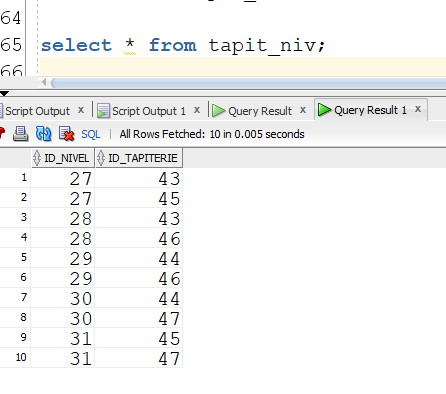 64
65 select * from tapit_niv;
66
Script Output x Script Output 1 x Query Result x Query Result 1 x
SQL | All Rows Fetched: 10 in 0.005 seconds
ID_NIVEL ID_TAPITERIE
1 27 43
2 27 45
3 28 43
4 28 46
5 29 44
6 29 46
7 30 44
8 30 47
9 31 45
10 31 47